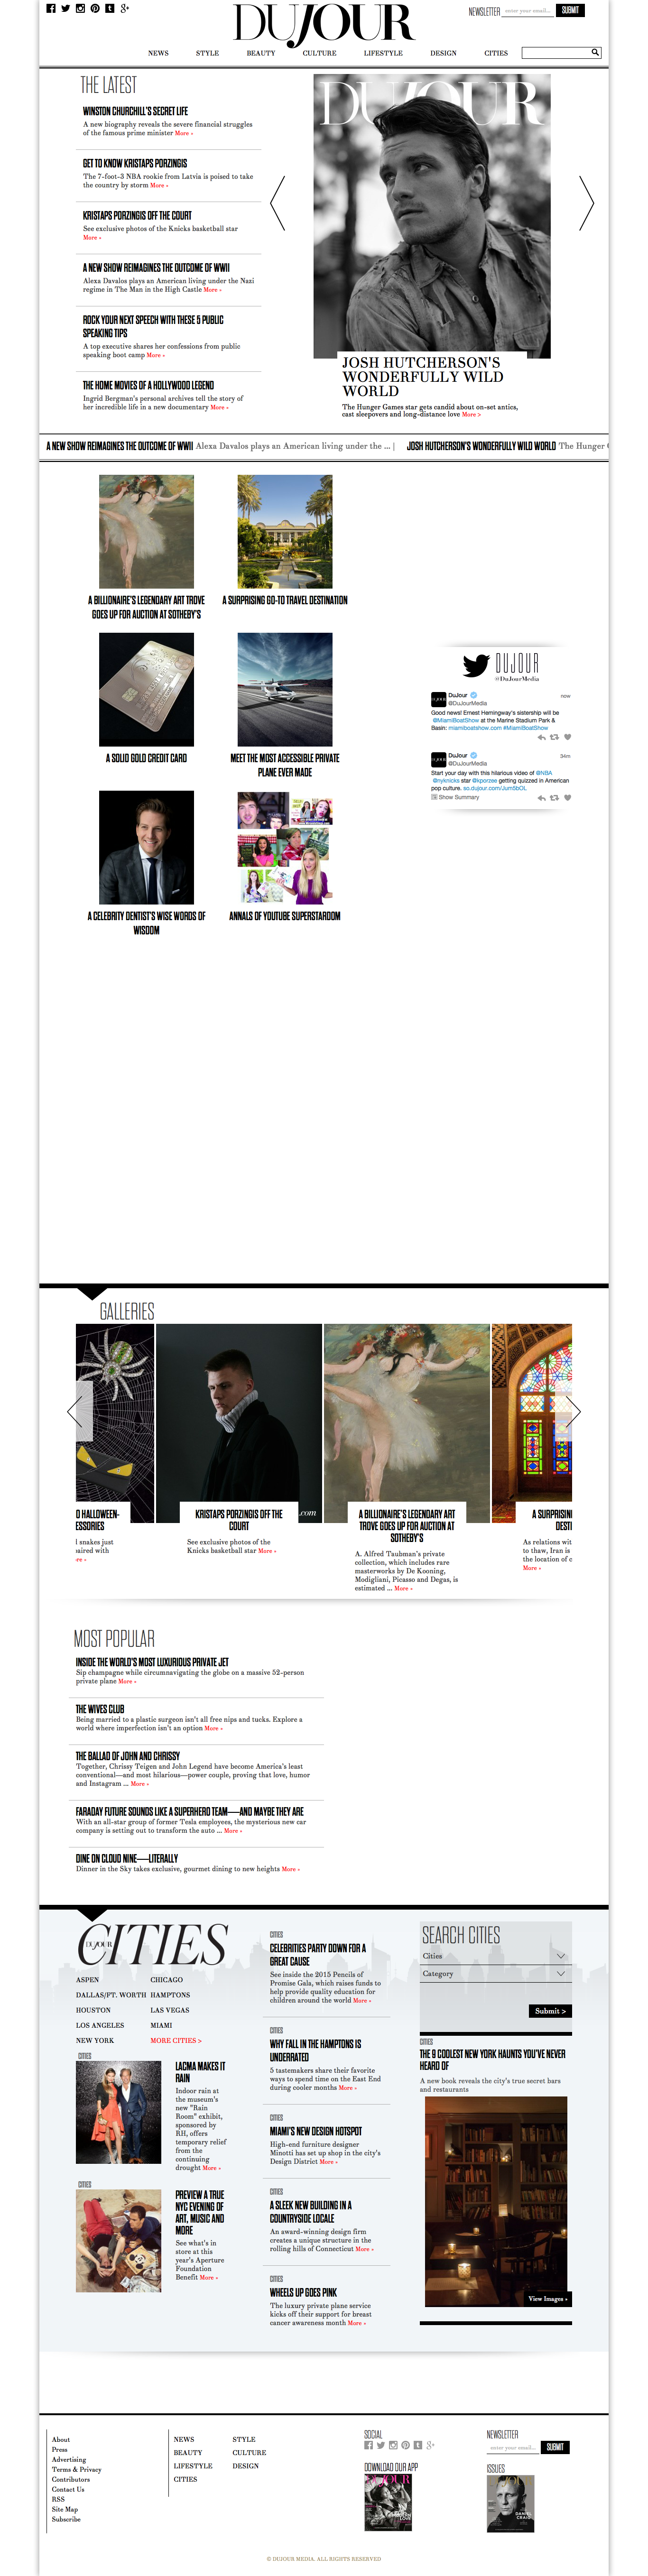 DUJOUR
NEWSLETTER enter your email... SUBMIT
NEWS STYLE BEAUTY CULTURE LIFESTYLE DESIGN CITIES
THE LATEST
WINSTON CHURCHILL'S SECRET LIFE
A new biography reveals the severe financial struggles
of the famous prime minister More »
GET TO KNOW KRISTAPS PORZINGIS
The 7-foot-3 NBA rookie from Latvia is poised to take
the country by storm More »
KRISTAPS PORZINGIS OFF THE COURT
See exclusive photos of the Knicks basketball star
More »
A NEW SHOW REIMAGINES THE OUTCOME OF WWII
Alexa Davalos plays an American living under the Nazi
regime in The Man in the High Castle More »
ROCK YOUR NEXT SPEECH WITH THESE 5 PUBLIC
SPEAKING TIPS
A top executive shares her confessions from public
speaking boot camp More »
THE HOME MOVIES OF A HOLLYWOOD LEGEND
Ingrid Bergman's personal archives tell the story of
her incredible life in a new documentary More »
DUJOUR
JOSH HUTCHERSON'S
WONDERFULLY WILD
WORLD
The Hunger Games star gets candid about on-set antics,
cast sleepovers and long-distance love More >
A NEW SHOW REIMAGINES THE OUTCOME OF WWII Alexa Davalos plays an American living under the ... | JOSH HUTCHERSON'S WONDERFULLY WILD WORLD The Hunger
A BILLIONAIRE'S LEGENDARY ART TROVE
GOES UP FOR AUCTION AT SOTHEBY'S
A SURPRISING GO-TO TRAVEL DESTINATION
A SOLID GOLD CREDIT CARD
MEET THE MOST ACCESSIBLE PRIVATE
PLANE EVER MADE
A CELEBRITY DENTIST'S WISE WORDS OF
WISDOM
ANNALS OF YOUTUBE SUPERSTARDOM
DUJOUR
@DuJourMedia
DuJour now
@DuJourMedia
Good news! Ernest Hemingway's sistership will be
@MiamiBoatShow at the Marine Stadium Park &
Basin: miamiboatshow.com #MiamiBoatShow
DuJour 34m
@DuJourMedia
Start your day with this hilarious video of @NBA
@nyknicks star @kporzee getting quizzed in American
pop culture. so.dujour.com/Jum5bOL
Show Summary
GALLERIES
O HALLOWEEN-
ESSORIES
l snakes just
aired with
re »
.com
KRISTAPS PORZINGIS OFF THE
COURT
See exclusive photos of the
Knicks basketball star More »
A BILLIONAIRE'S LEGENDARY ART
TROVE GOES UP FOR AUCTION AT
SOTHEBY'S
A. Alfred Taubman's private
collection, which includes rare
masterworks by De Kooning,
Modigliani, Picasso and Degas, is
estimated ... More »
A SURPRISIN
DESTI
As relations wit
to thaw, Iran is
the location of c
More »
MOST POPULAR
INSIDE THE WORLD'S MOST LUXURIOUS PRIVATE JET
Sip champagne while circumnavigating the globe on a massive 52-person
private plane More »
THE WIVES CLUB
Being married to a plastic surgeon isn't all free nips and tucks. Explore a
world where imperfection isn't an option More »
THE BALLAD OF JOHN AND CHRISSY
Together, Chrissy Teigen and John Legend have become America's least
conventional—and most hilarious—power couple, proving that love, humor
and Instagram ... More »
FARADAY FUTURE SOUNDS LIKE A SUPERHERO TEAM—AND MAYBE THEY ARE
With an all-star group of former Tesla employees, the mysterious new car
company is setting out to transform the auto ... More »
DINE ON CLOUD NINE—LITERALLY
Dinner in the Sky takes exclusive, gourmet dining to new heights More »
DUJOUR CITIES
ASPEN CHICAGO
DALLAS/FT. WORTH HAMPTONS
HOUSTON LAS VEGAS
LOS ANGELES MIAMI
NEW YORK MORE CITIES >
CITIES
LACMA MAKES IT
RAIN
Indoor rain at
the museum's
new "Rain
Room" exhibit,
sponsored by
RH, offers
temporary relief
from the
continuing
drought More »
CITIES
PREVIEW A TRUE
NYC EVENING OF
ART, MUSIC AND
MORE
See what's in
store at this
year's Aperture
Foundation
Benefit More »
CITIES
CELEBRITIES PARTY DOWN FOR A
GREAT CAUSE
See inside the 2015 Pencils of
Promise Gala, which raises funds to
help provide quality education for
children around the world More »
CITIES
WHY FALL IN THE HAMPTONS IS
UNDERRATED
5 tastemakers share their favorite
ways to spend time on the East End
during cooler months More »
CITIES
MIAMI'S NEW DESIGN HOTSPOT
High-end furniture designer
Minotti has set up shop in the city's
Design District More »
CITIES
A SLEEK NEW BUILDING IN A
COUNTRYSIDE LOCALE
An award-winning design firm
creates a unique structure in the
rolling hills of Connecticut More »
CITIES
WHEELS UP GOES PINK
The luxury private plane service
kicks off their support for breast
cancer awareness month More »
SEARCH CITIES
Cities
Category
Submit >
CITIES
THE 9 COOLEST NEW YORK HAUNTS YOU'VE NEVER
HEARD OF
A new book reveals the city's true secret bars
and restaurants
View Images »
About
Press
Advertising
Terms & Privacy
Contributors
Contact Us
RSS
Site Map
Subscribe
NEWS STYLE
BEAUTY CULTURE
LIFESTYLE DESIGN
CITIES
SOCIAL
DOWNLOAD OUR APP
NEWSLETTER
enter your email... SUBMIT
ISSUES
DANIEL
CRAIG
© DUJOUR MEDIA. ALL RIGHTS RESERVED